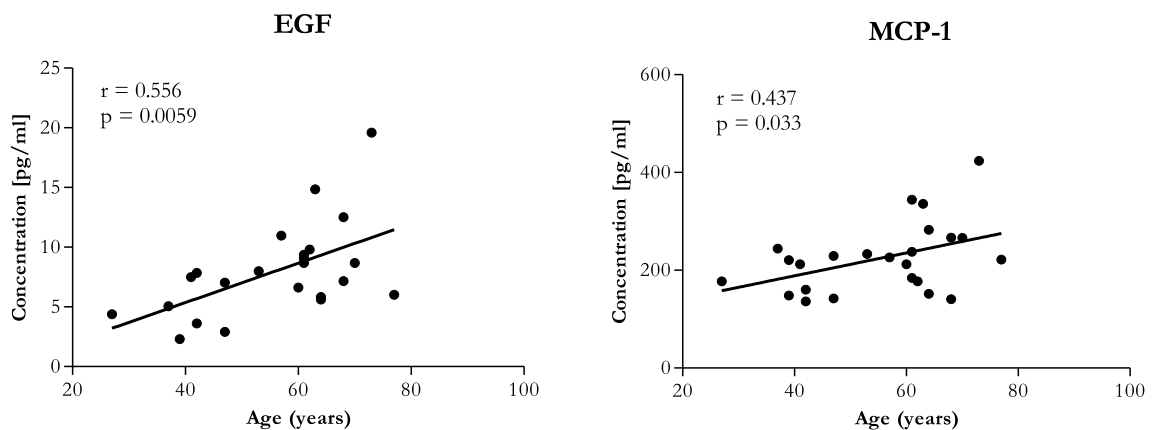 EGF
r = 0.556
p = 0.0059
Concentration [pg/ml]
25
20
15
10
5
0
20 40 60 80 100
Age (years)
MCP-1
r = 0.437
p = 0.033
Concentration [pg/ml]
600
400
200
0
20 40 60 80 100
Age (years)